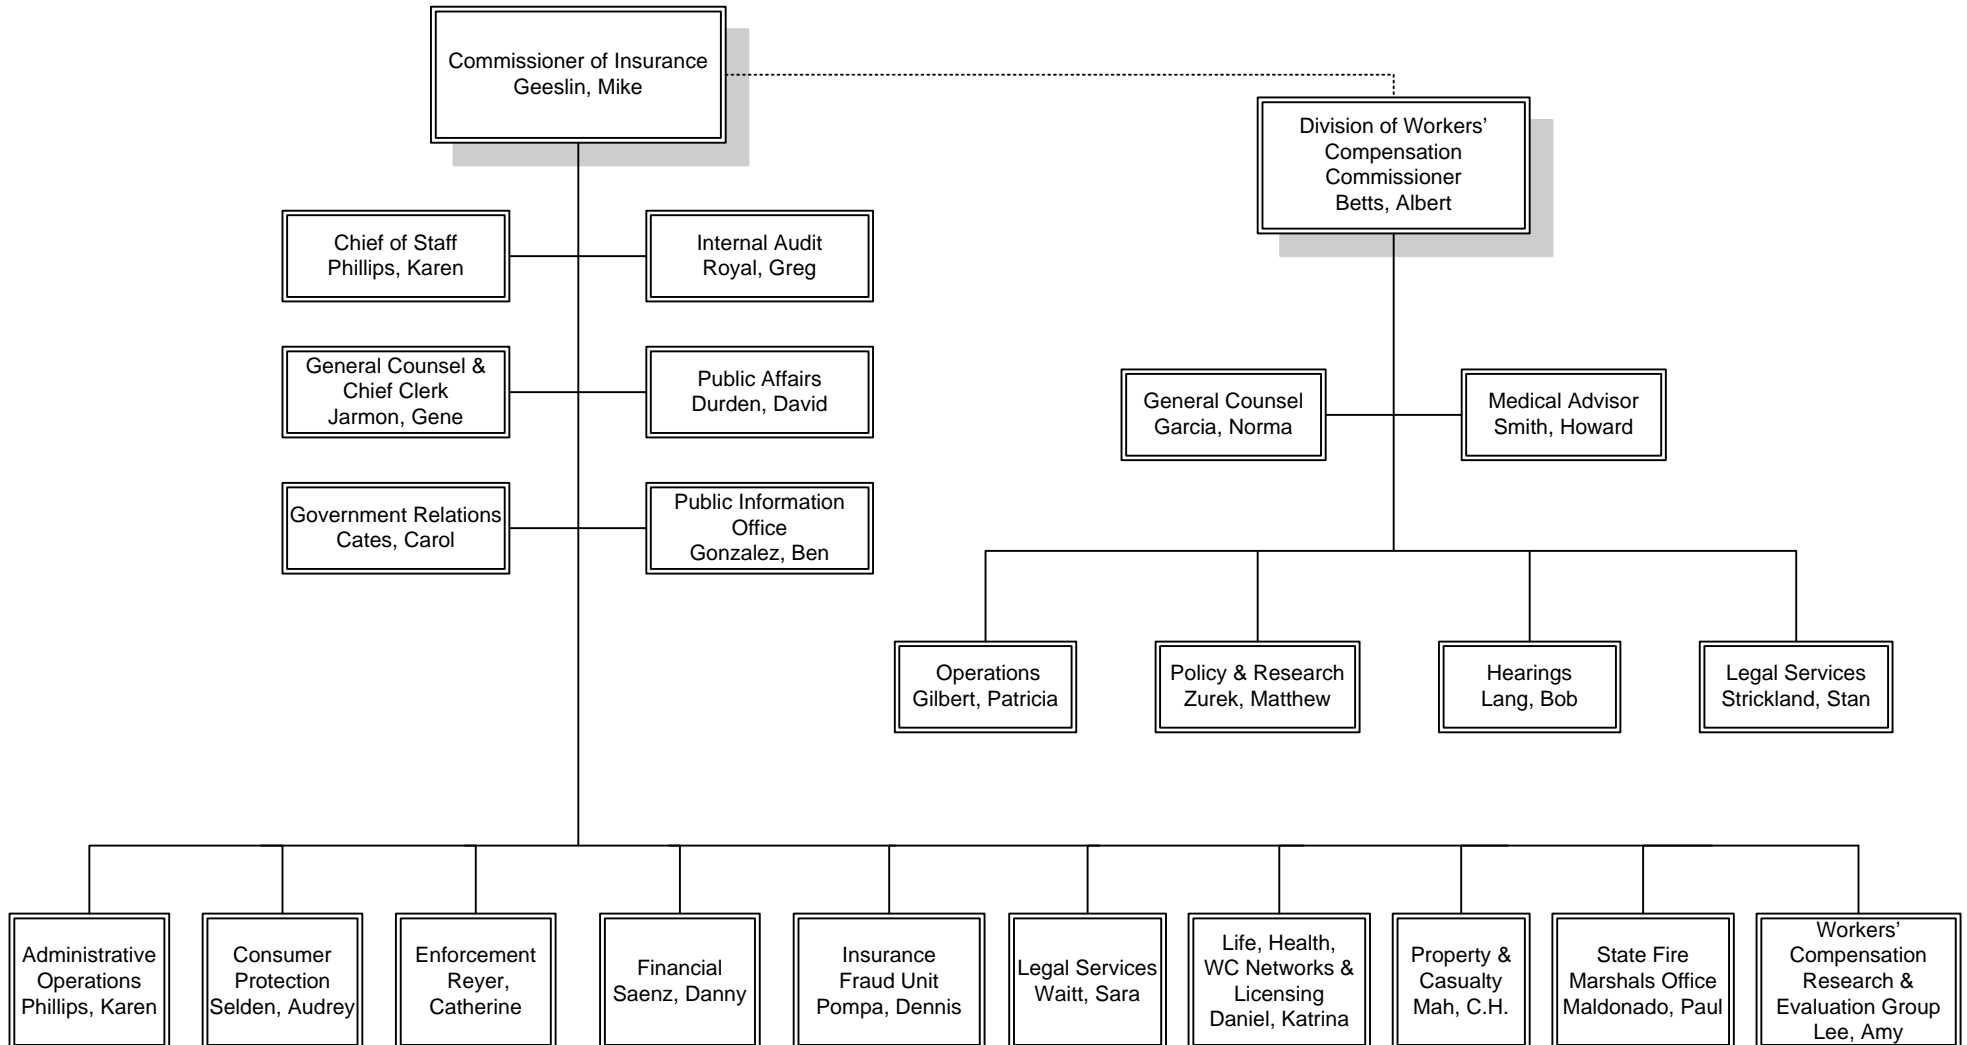 Commissioner of Insurance
Geeslin, Mike
Division of Workers’
Compensation
Commissioner
Betts, Albert
Chief of Staff
Phillips, Karen
Internal Audit
Royal, Greg
General Counsel &
Chief Clerk
Jarmon, Gene
Public Affairs
Durden, David
General Counsel
Garcia, Norma
Medical Advisor
Smith, Howard
Government Relations
Cates, Carol
Public Information
Office
Gonzalez, Ben
Operations
Gilbert, Patricia
Policy & Research
Zurek, Matthew
Hearings
Lang, Bob
Legal Services
Strickland, Stan
Administrative
Operations
Phillips, Karen
Consumer
Protection
Selden, Audrey
Enforcement
Reyer,
Catherine
Financial
Saenz, Danny
Insurance
Fraud Unit
Pompa, Dennis
Legal Services
Waitt, Sara
Life, Health,
WC Networks &
Licensing
Daniel, Katrina
Property &
Casualty
Mah, C.H.
State Fire
Marshals Office
Maldonado, Paul
Workers’
Compensation
Research &
Evaluation Group
Lee, Amy